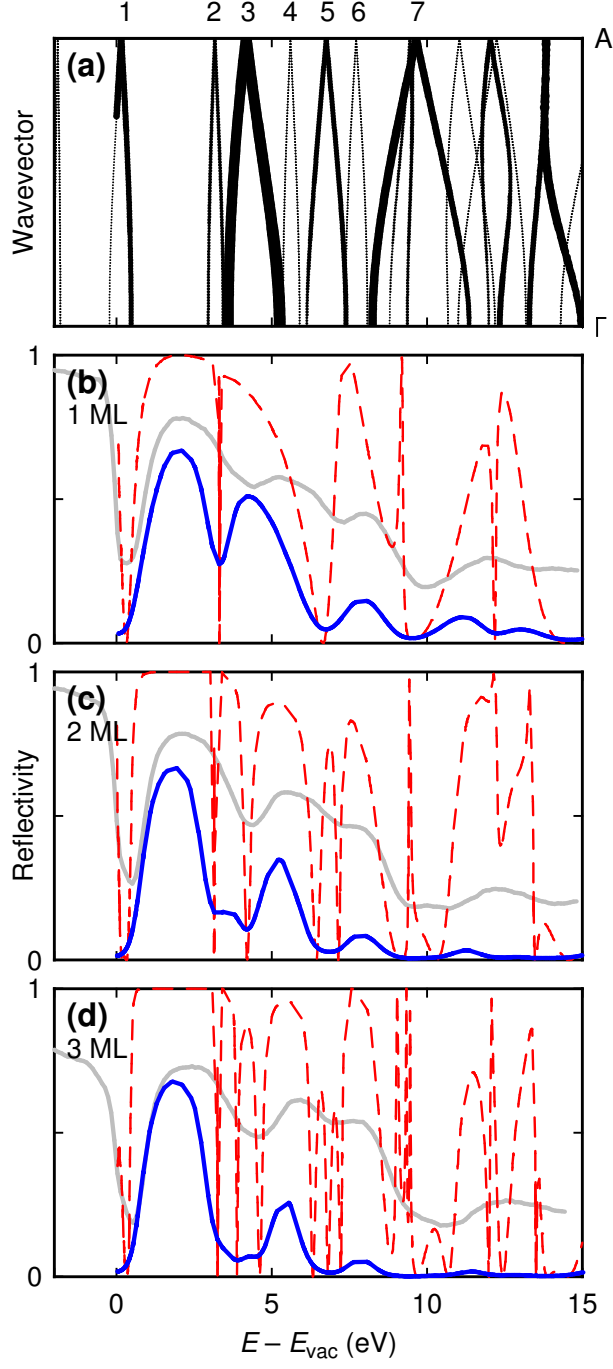 1 2 3 4 5 6 7
(a)
A
Wavevector
Γ
1
(b)
1 ML
0
1
(c)
2 ML
Reflectivity
0
1
(d)
3 ML
0
0 5 10 15
E − Evac (eV)